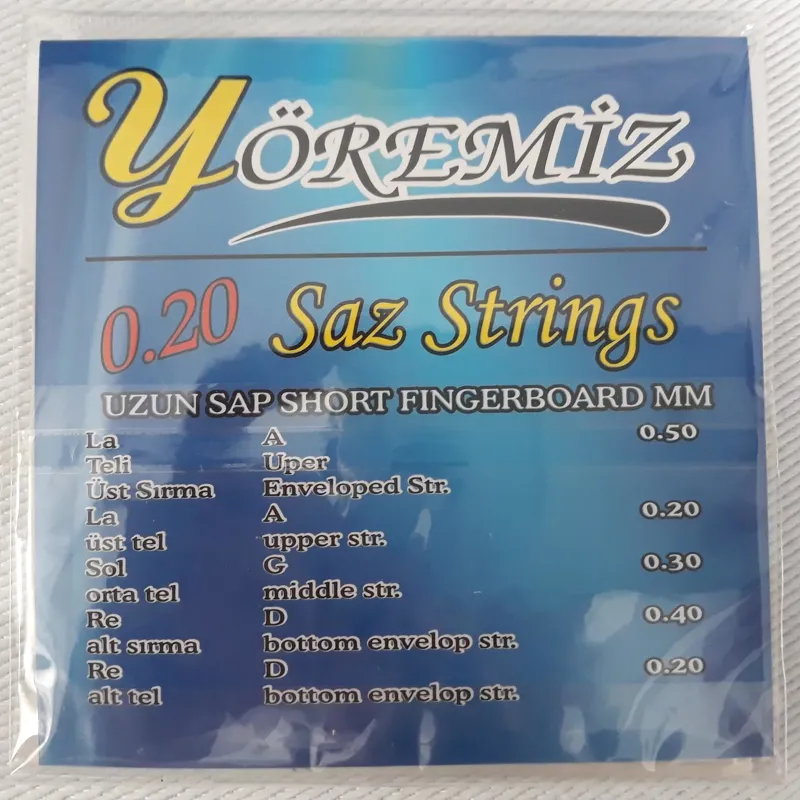 YÖREMİZ
0.20 Saz Strings
UZUN SAP SHORT FINGERBOARD MM
La A 0.50
Teli Uper
Üst Sırma Enveloped Str.
La A 0.20
üst tel upper str.
Sol G 0.30
orta tel middle str.
Re D 0.40
alt sırma bottom envelop str.
Re D 0.20
alt tel bottom envelop str.